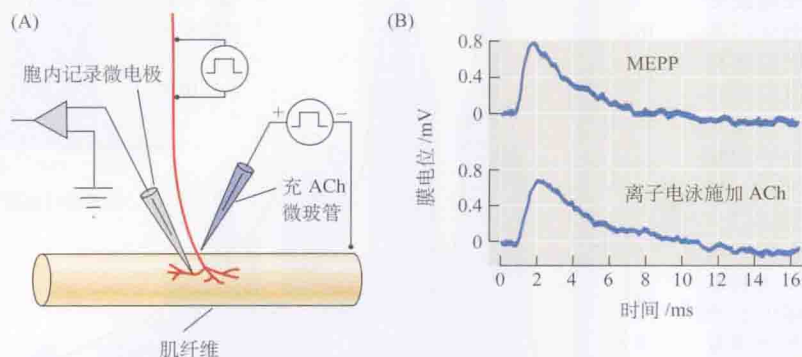 (A)
胞内记录微电极
+
−
充 ACh
微玻管
肌纤维
(B)
膜电位/mV
0.8
0.4
0
MEPP
0.8
0.4
0
离子电泳施加 ACh
0 2 4 6 8 10 12 14 16
时间 /ms